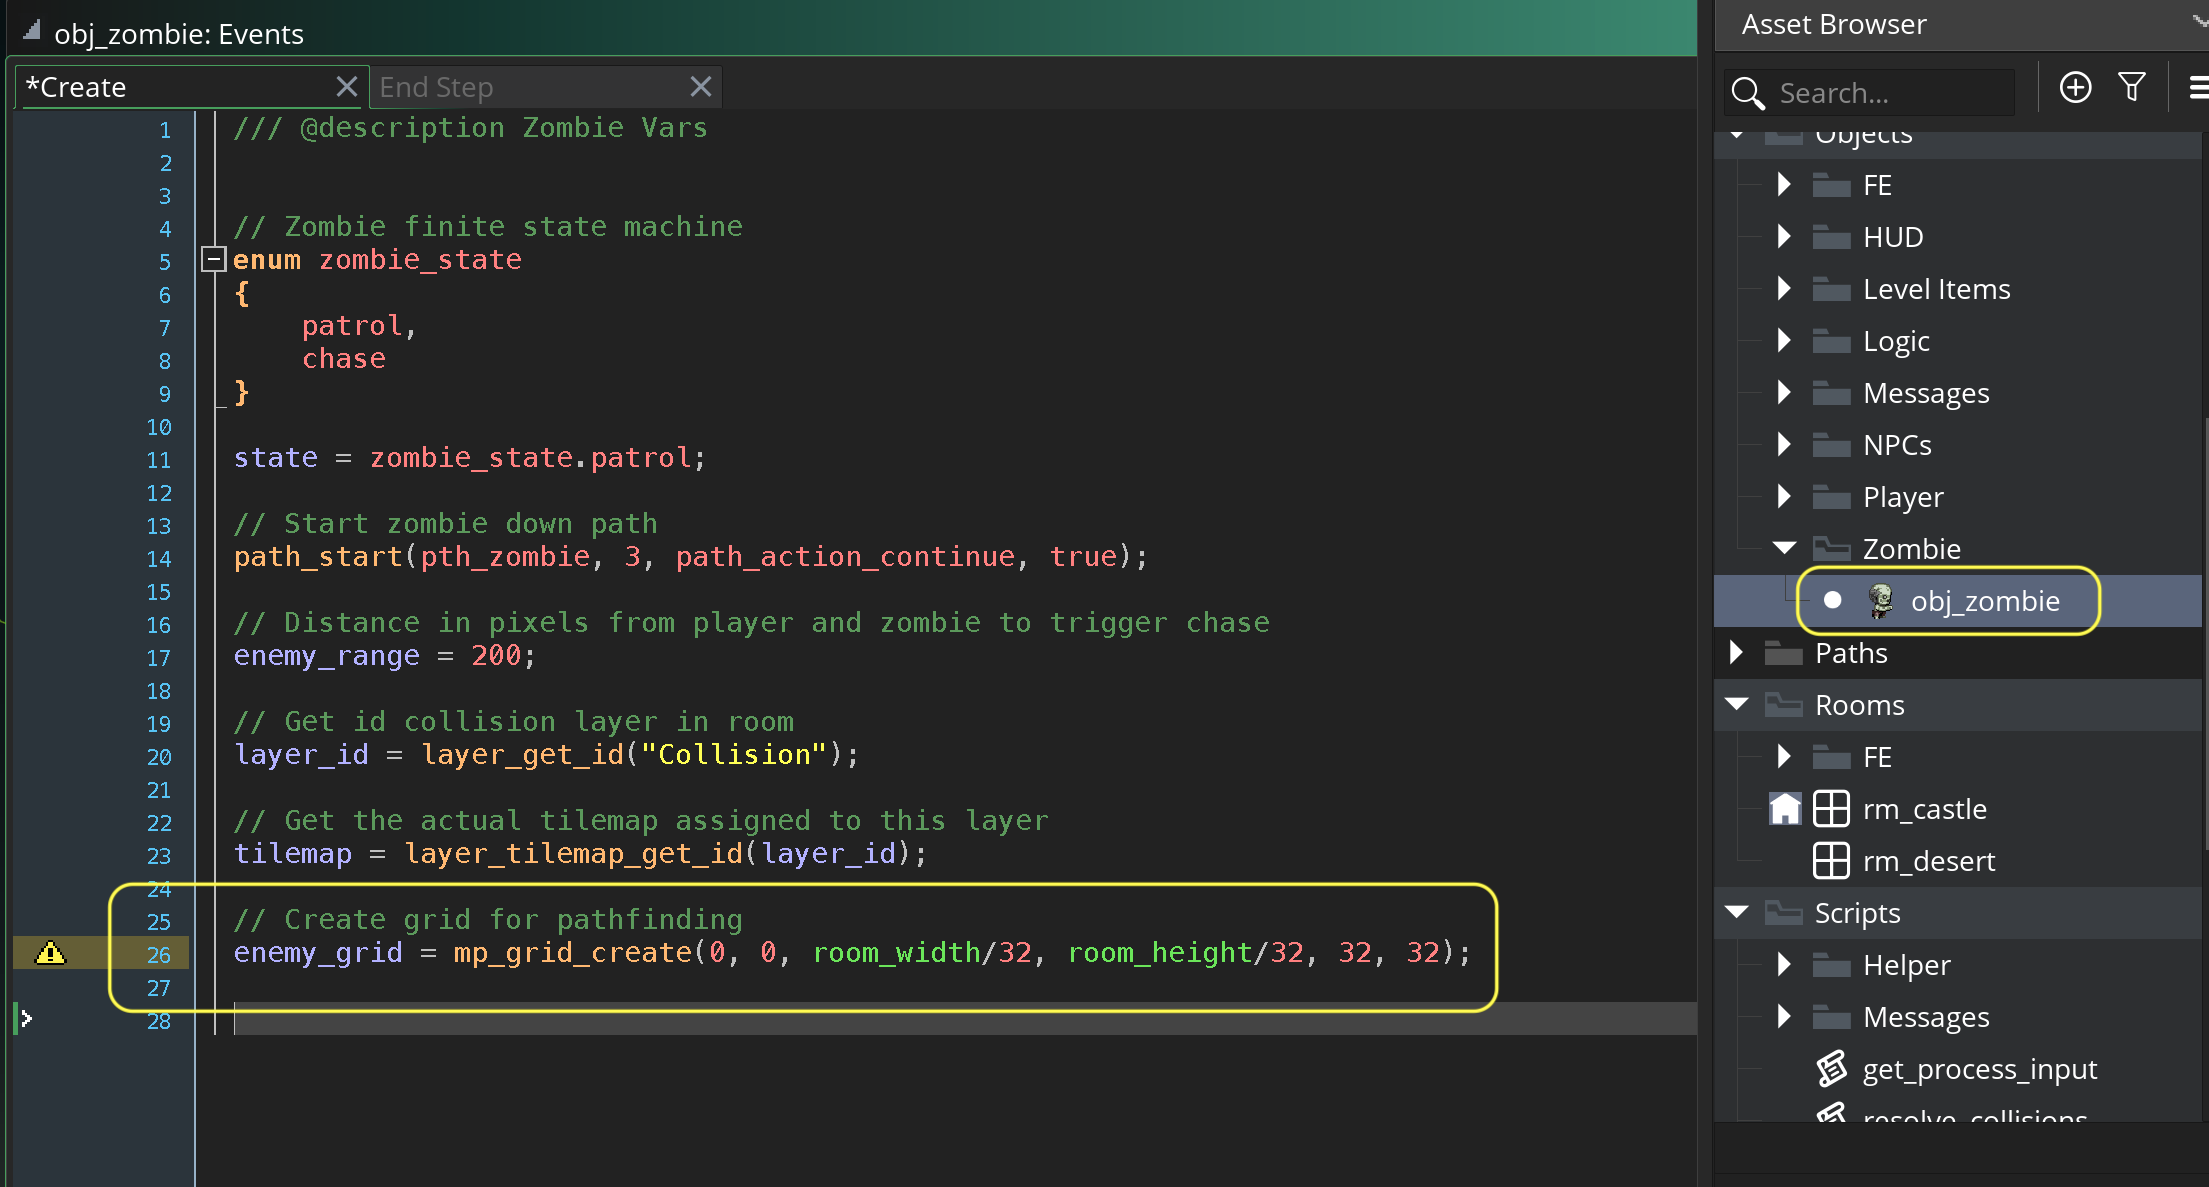 obj_zombie: Events
*Create
End Step
1 /// @description Zombie Vars
2
3
4 // Zombie finite state machine
5 enum zombie_state
6 {
7 patrol,
8 chase
9 }
10
11 state = zombie_state.patrol;
12
13 // Start zombie down path
14 path_start(pth_zombie, 3, path_action_continue, true);
15
16 // Distance in pixels from player and zombie to trigger chase
17 enemy_range = 200;
18
19 // Get id collision layer in room
20 layer_id = layer_get_id("Collision");
21
22 // Get the actual tilemap assigned to this layer
23 tilemap = layer_tilemap_get_id(layer_id);
24
25 // Create grid for pathfinding
26 enemy_grid = mp_grid_create(0, 0, room_width/32, room_height/32, 32, 32);
27
28
Asset Browser
Search...
Objects
FE
HUD
Level Items
Logic
Messages
NPCs
Player
Zombie
obj_zombie
Paths
Rooms
FE
rm_castle
rm_desert
Scripts
Helper
Messages
get_process_input
resolve_collisions